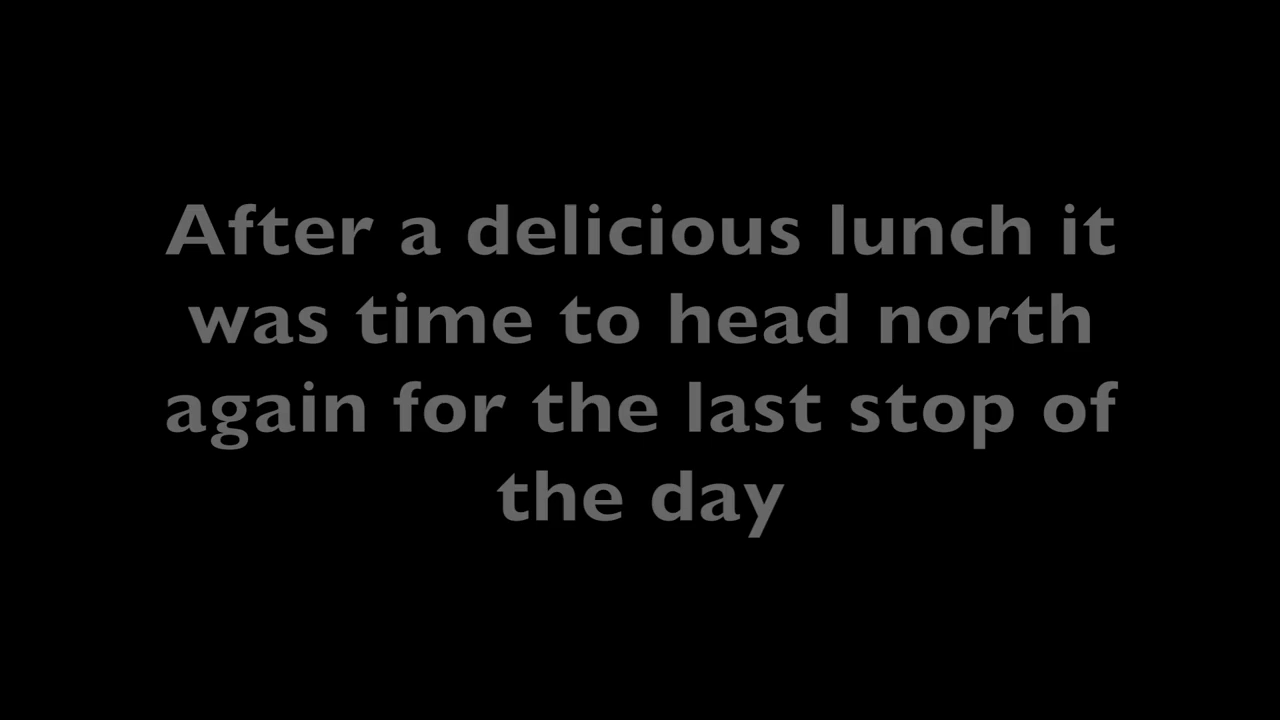 After a delicious lunch it
was time to head north
again for the last stop of
the day